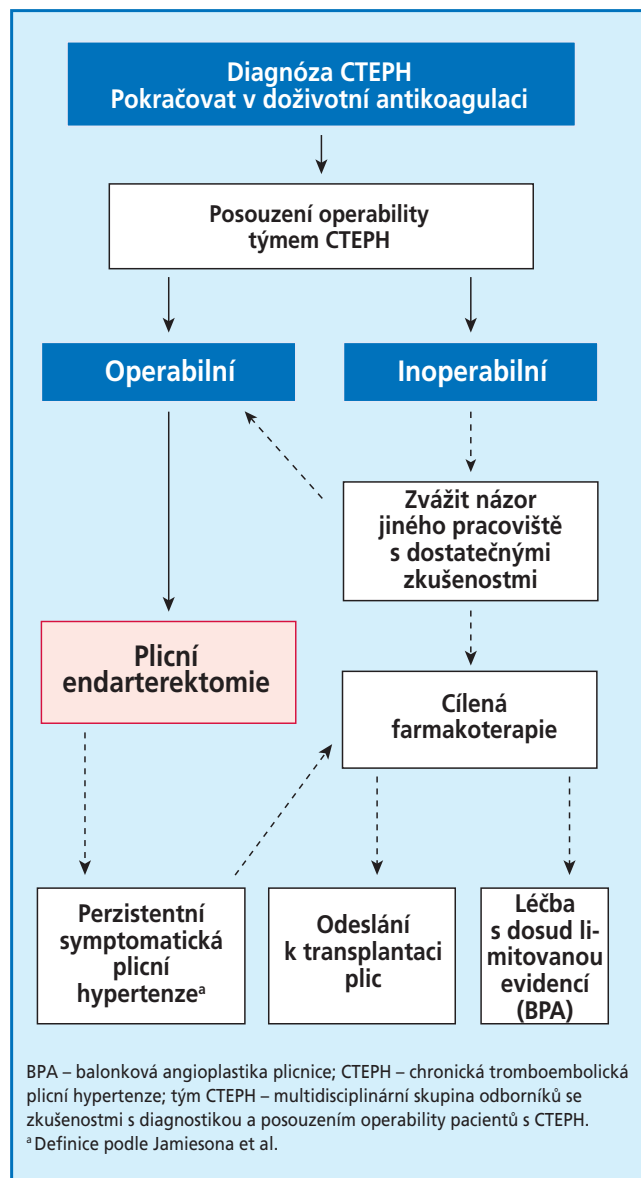 Diagnóza CTEPH
Pokračovat v doživotní antikoagulaci
Posouzení operability
týmem CTEPH
Operabilní
Inoperabilní
Zvážit názor
jiného pracoviště
s dostatečnými
zkušenostmi
Plicní
endarterektomie
Cílená
farmakoterapie
Perzistentní
symptomatická
plicní
hypertenzeᵃ
Odeslání
k transplantaci
plic
Léčba
s dosud li-
mitovanou
evidencí
(BPA)
BPA – balonková angioplastika plicnice; CTEPH – chronická tromboembolická
plicní hypertenze; tým CTEPH – multidisciplinární skupina odborníků se
zkušenostmi s diagnostikou a posouzením operability pacientů s CTEPH.
ᵃ Definice podle Jamiesona et al.